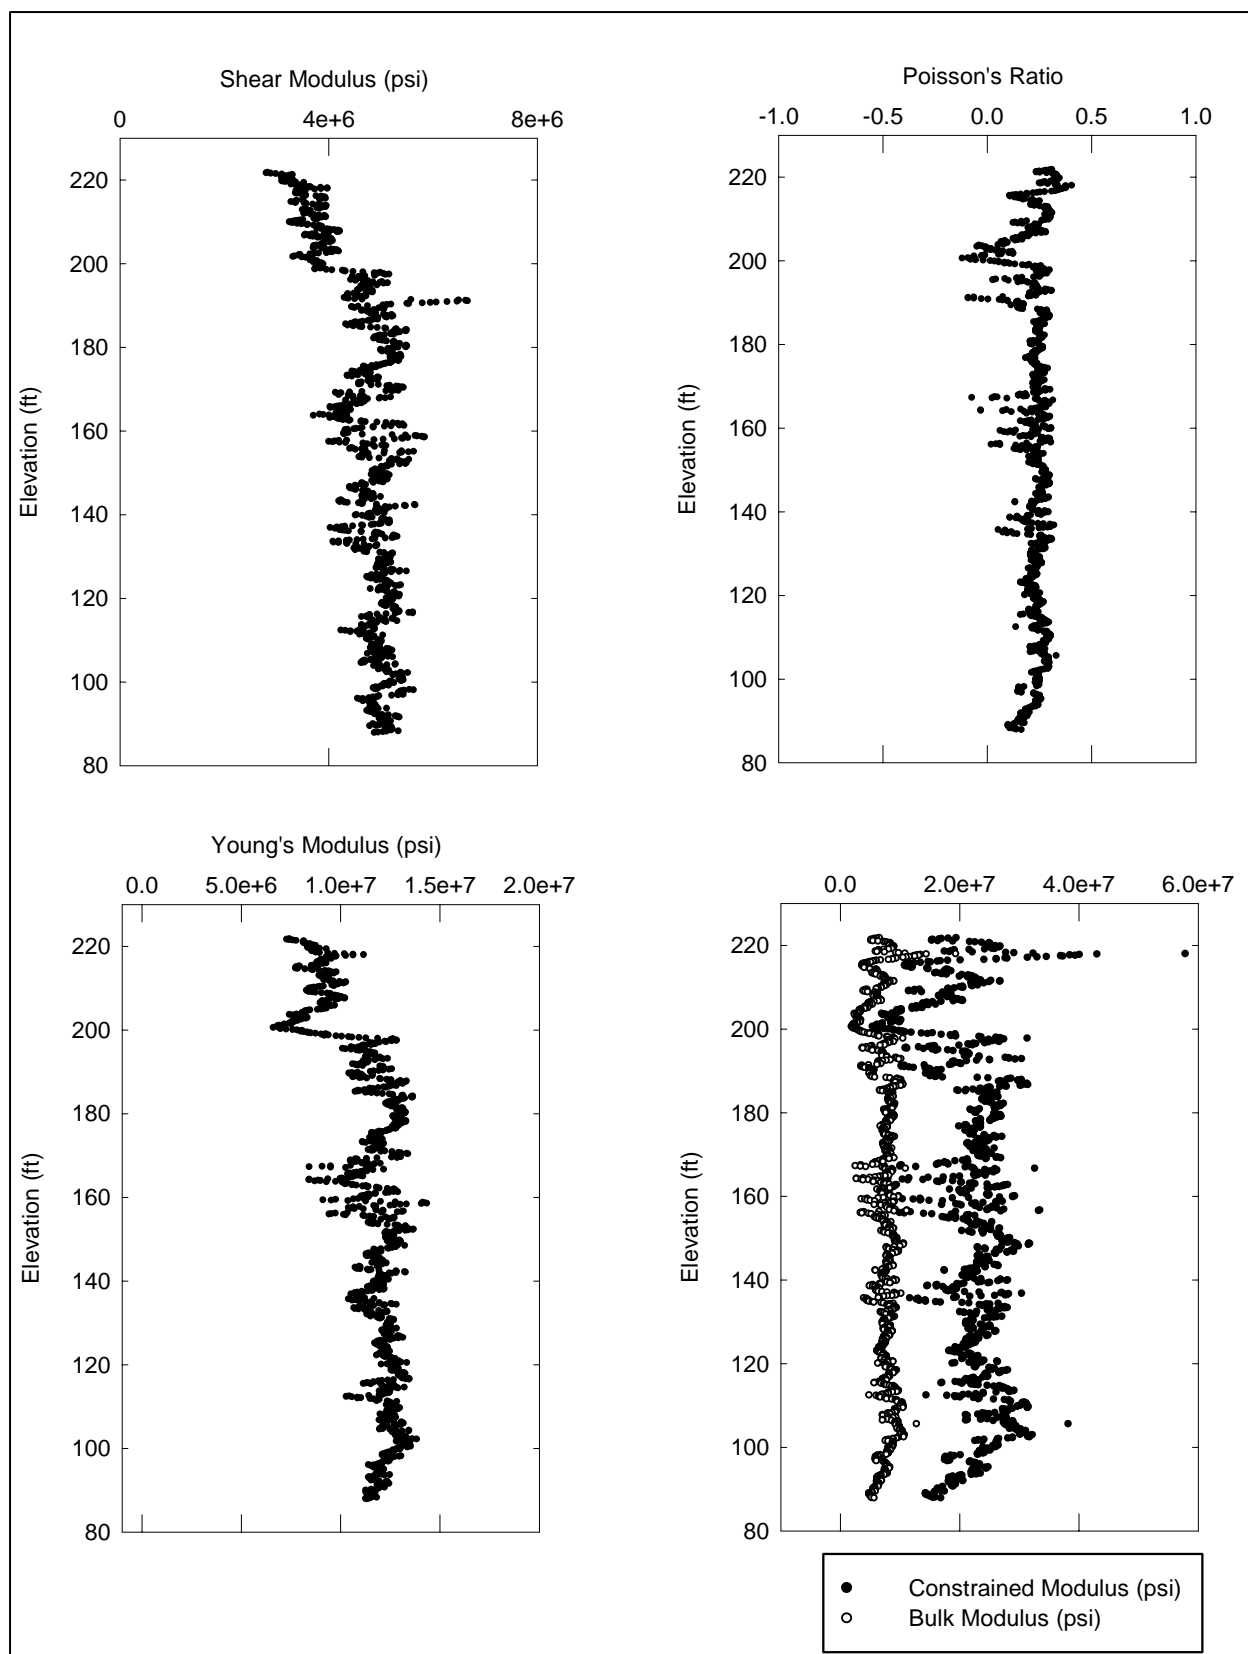 Shear Modulus (psi)
0 4e+6 8e+6
220
200
180
160
140
120
100
80
Elevation (ft)
Poisson's Ratio
-1.0 -0.5 0.0 0.5 1.0
220
200
180
160
140
120
100
80
Elevation (ft)
Young's Modulus (psi)
0.0 5.0e+6 1.0e+7 1.5e+7 2.0e+7
220
200
180
160
140
120
100
80
Elevation (ft)
0.0 2.0e+7 4.0e+7 6.0e+7
220
200
180
160
140
120
100
80
Elevation (ft)
Constrained Modulus (psi)
Bulk Modulus (psi)